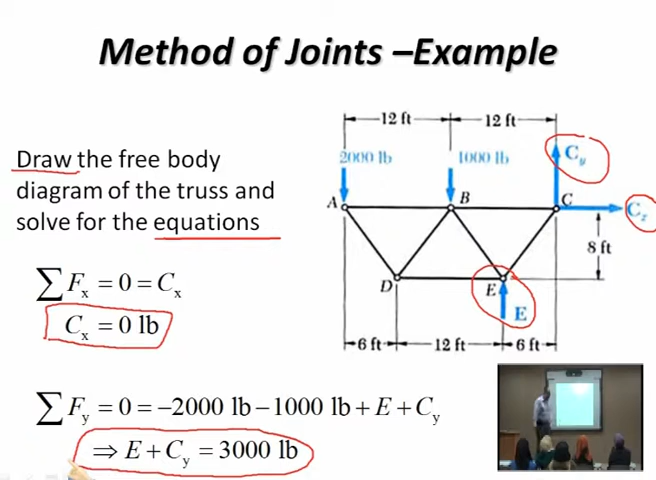 Method of Joints –Example
Draw the free body
diagram of the truss and
solve for the equations
∑ Fx = 0 = Cx
Cx = 0 lb
∑ Fy = 0 = −2000 lb − 1000 lb + E + Cy
⇒ E + Cy = 3000 lb
12 ft 12 ft
2000 lb 1000 lb Cy
A B C Cx
8 ft
D E
E
6 ft 12 ft 6 ft